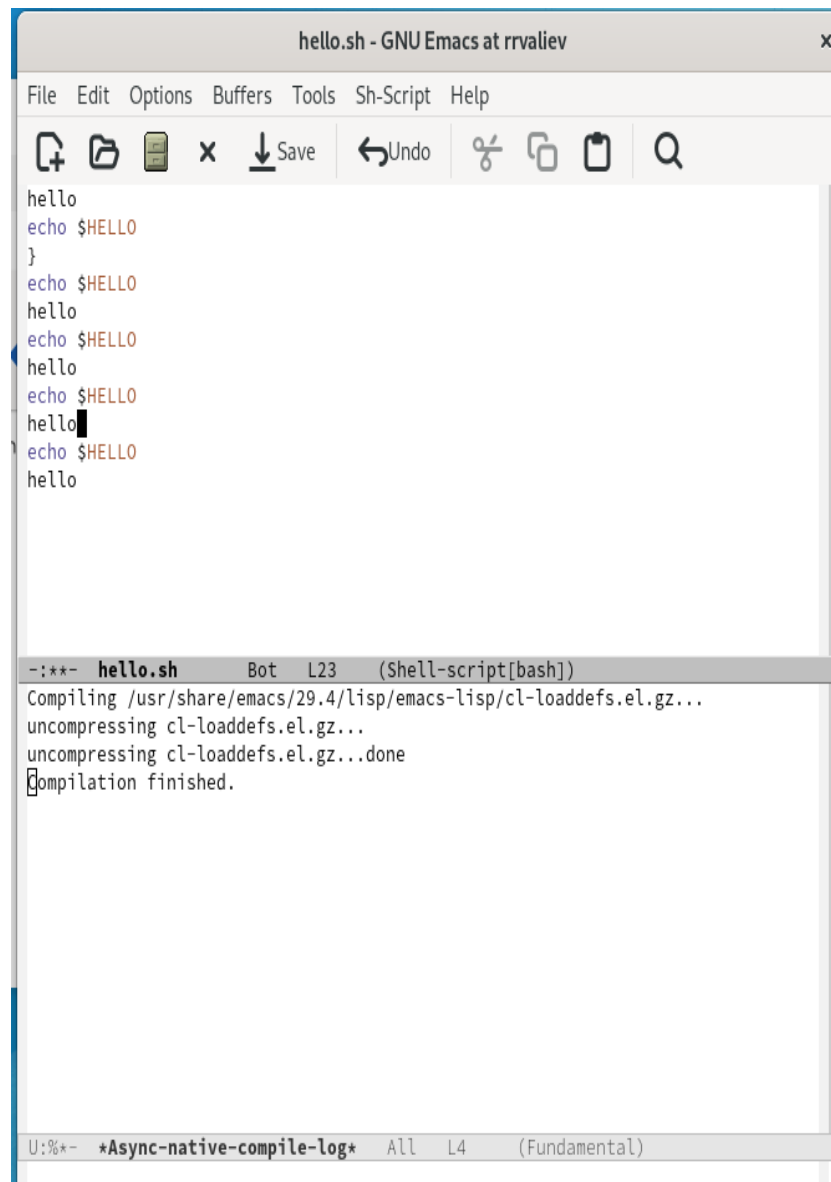 hello.sh - GNU Emacs at rrvaliev
x
File Edit Options Buffers Tools Sh-Script Help
Save Undo
hello
echo $HELLO
}
echo $HELLO
hello
echo $HELLO
hello
echo $HELLO
hello
echo $HELLO
hello
-:**- hello.sh Bot L23 (Shell-script[bash])
Compiling /usr/share/emacs/29.4/lisp/emacs-lisp/cl-loaddefs.el.gz...
uncompressing cl-loaddefs.el.gz...
uncompressing cl-loaddefs.el.gz...done
Compilation finished.
U:%*- *Async-native-compile-log* All L4 (Fundamental)